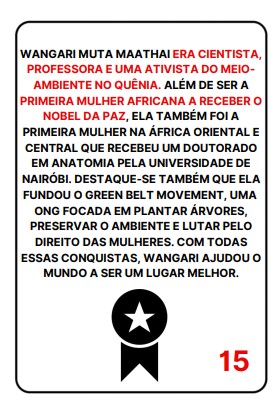 WANGARI MUTA MAATHAI ERA CIENTISTA,
PROFESSORA E UMA ATIVISTA DO MEIO-
AMBIENTE NO QUÊNIA. ALÉM DE SER A
PRIMEIRA MULHER AFRICANA A RECEBER O
NOBEL DA PAZ, ELA TAMBÉM FOI A
PRIMEIRA MULHER NA ÁFRICA ORIENTAL E
CENTRAL QUE RECEBEU UM DOUTORADO
EM ANATOMIA PELA UNIVERSIDADE DE
NAIRÓBI. DESTAQUE-SE TAMBÉM QUE ELA
FUNDOU O GREEN BELT MOVEMENT, UMA
ONG FOCADA EM PLANTAR ÁRVORES,
PRESERVAR O AMBIENTE E LUTAR PELO
DIREITO DAS MULHERES. COM TODAS
ESSAS CONQUISTAS, WANGARI AJUDOU O
MUNDO A SER UM LUGAR MELHOR.
15